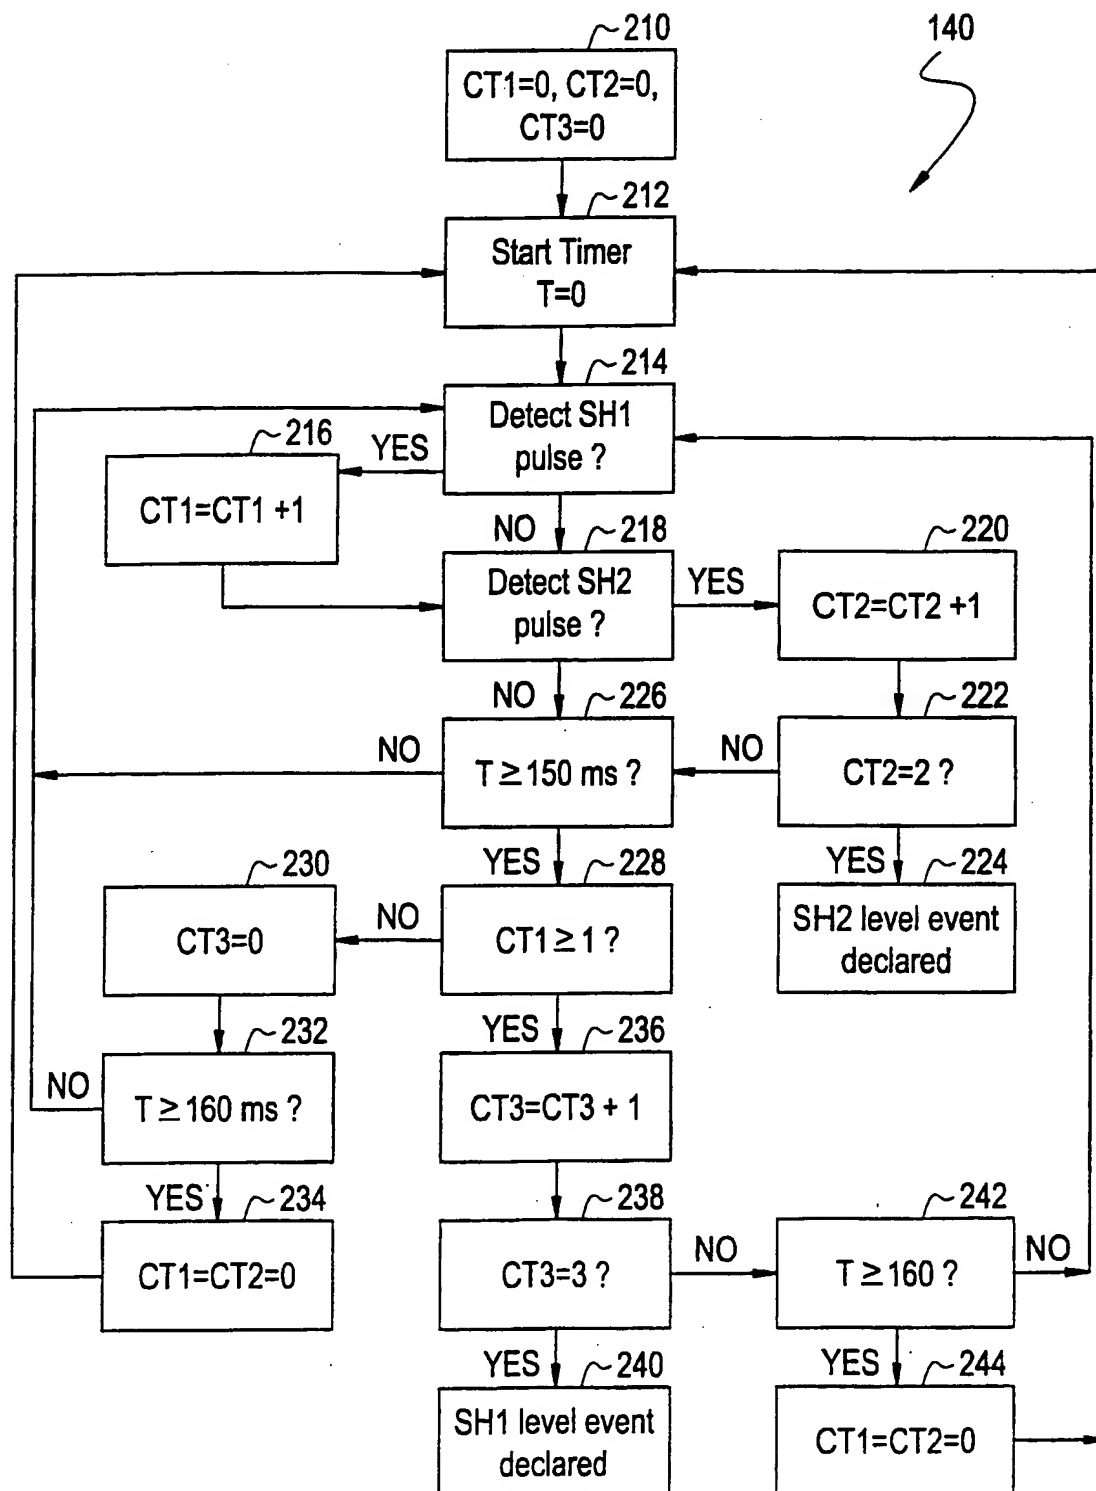 210
140
CT1=0, CT2=0,
CT3=0
212
Start Timer
T=0
214
Detect SH1
pulse ?
216
YES
CT1=CT1 +1
NO
218
220
Detect SH2
pulse ?
YES
CT2=CT2 +1
NO
226
222
NO
T ≥ 150 ms ?
NO
CT2=2 ?
YES
228
YES
224
230
CT3=0
NO
CT1 ≥ 1 ?
SH2 level event
declared
232
YES
236
NO
T ≥ 160 ms ?
CT3=CT3 + 1
YES
234
238
242
CT1=CT2=0
CT3=3 ?
NO
T ≥ 160 ?
NO
YES
240
YES
244
SH1 level event
declared
CT1=CT2=0